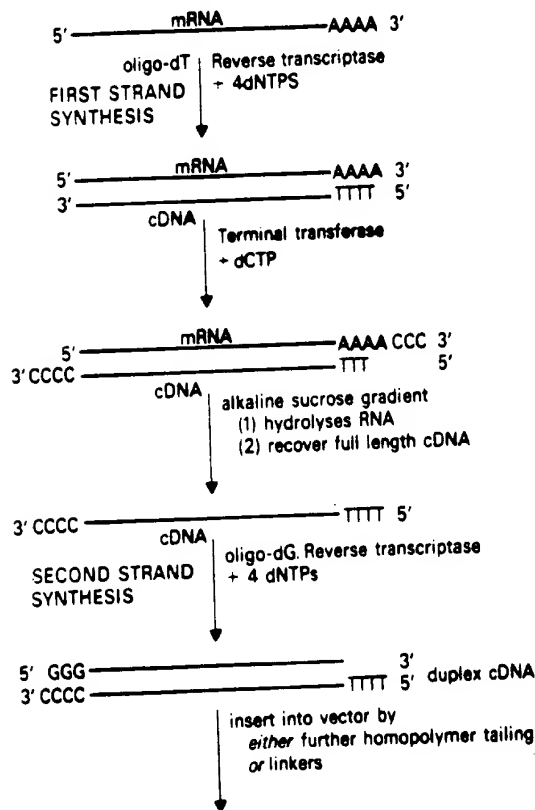 mRNA
5' AAAA 3'
oligo-dT Reverse transcriptase
+ 4dNTPS
FIRST STRAND
SYNTHESIS
mRNA
5' AAAA 3'
3' TTTT 5'
cDNA
Terminal transferase
+ dCTP
mRNA
5' AAAA CCC 3'
3' CCCC TTT 5'
cDNA
alkaline sucrose gradient
(1) hydrolyses RNA
(2) recover full length cDNA
3' CCCC TTTT 5'
cDNA
oligo-dG. Reverse transcriptase
+ 4 dNTPs
SECOND STRAND
SYNTHESIS
5' GGG 3'
3' CCCC TTTT 5' duplex cDNA
insert into vector by
either further homopolymer tailing
or linkers